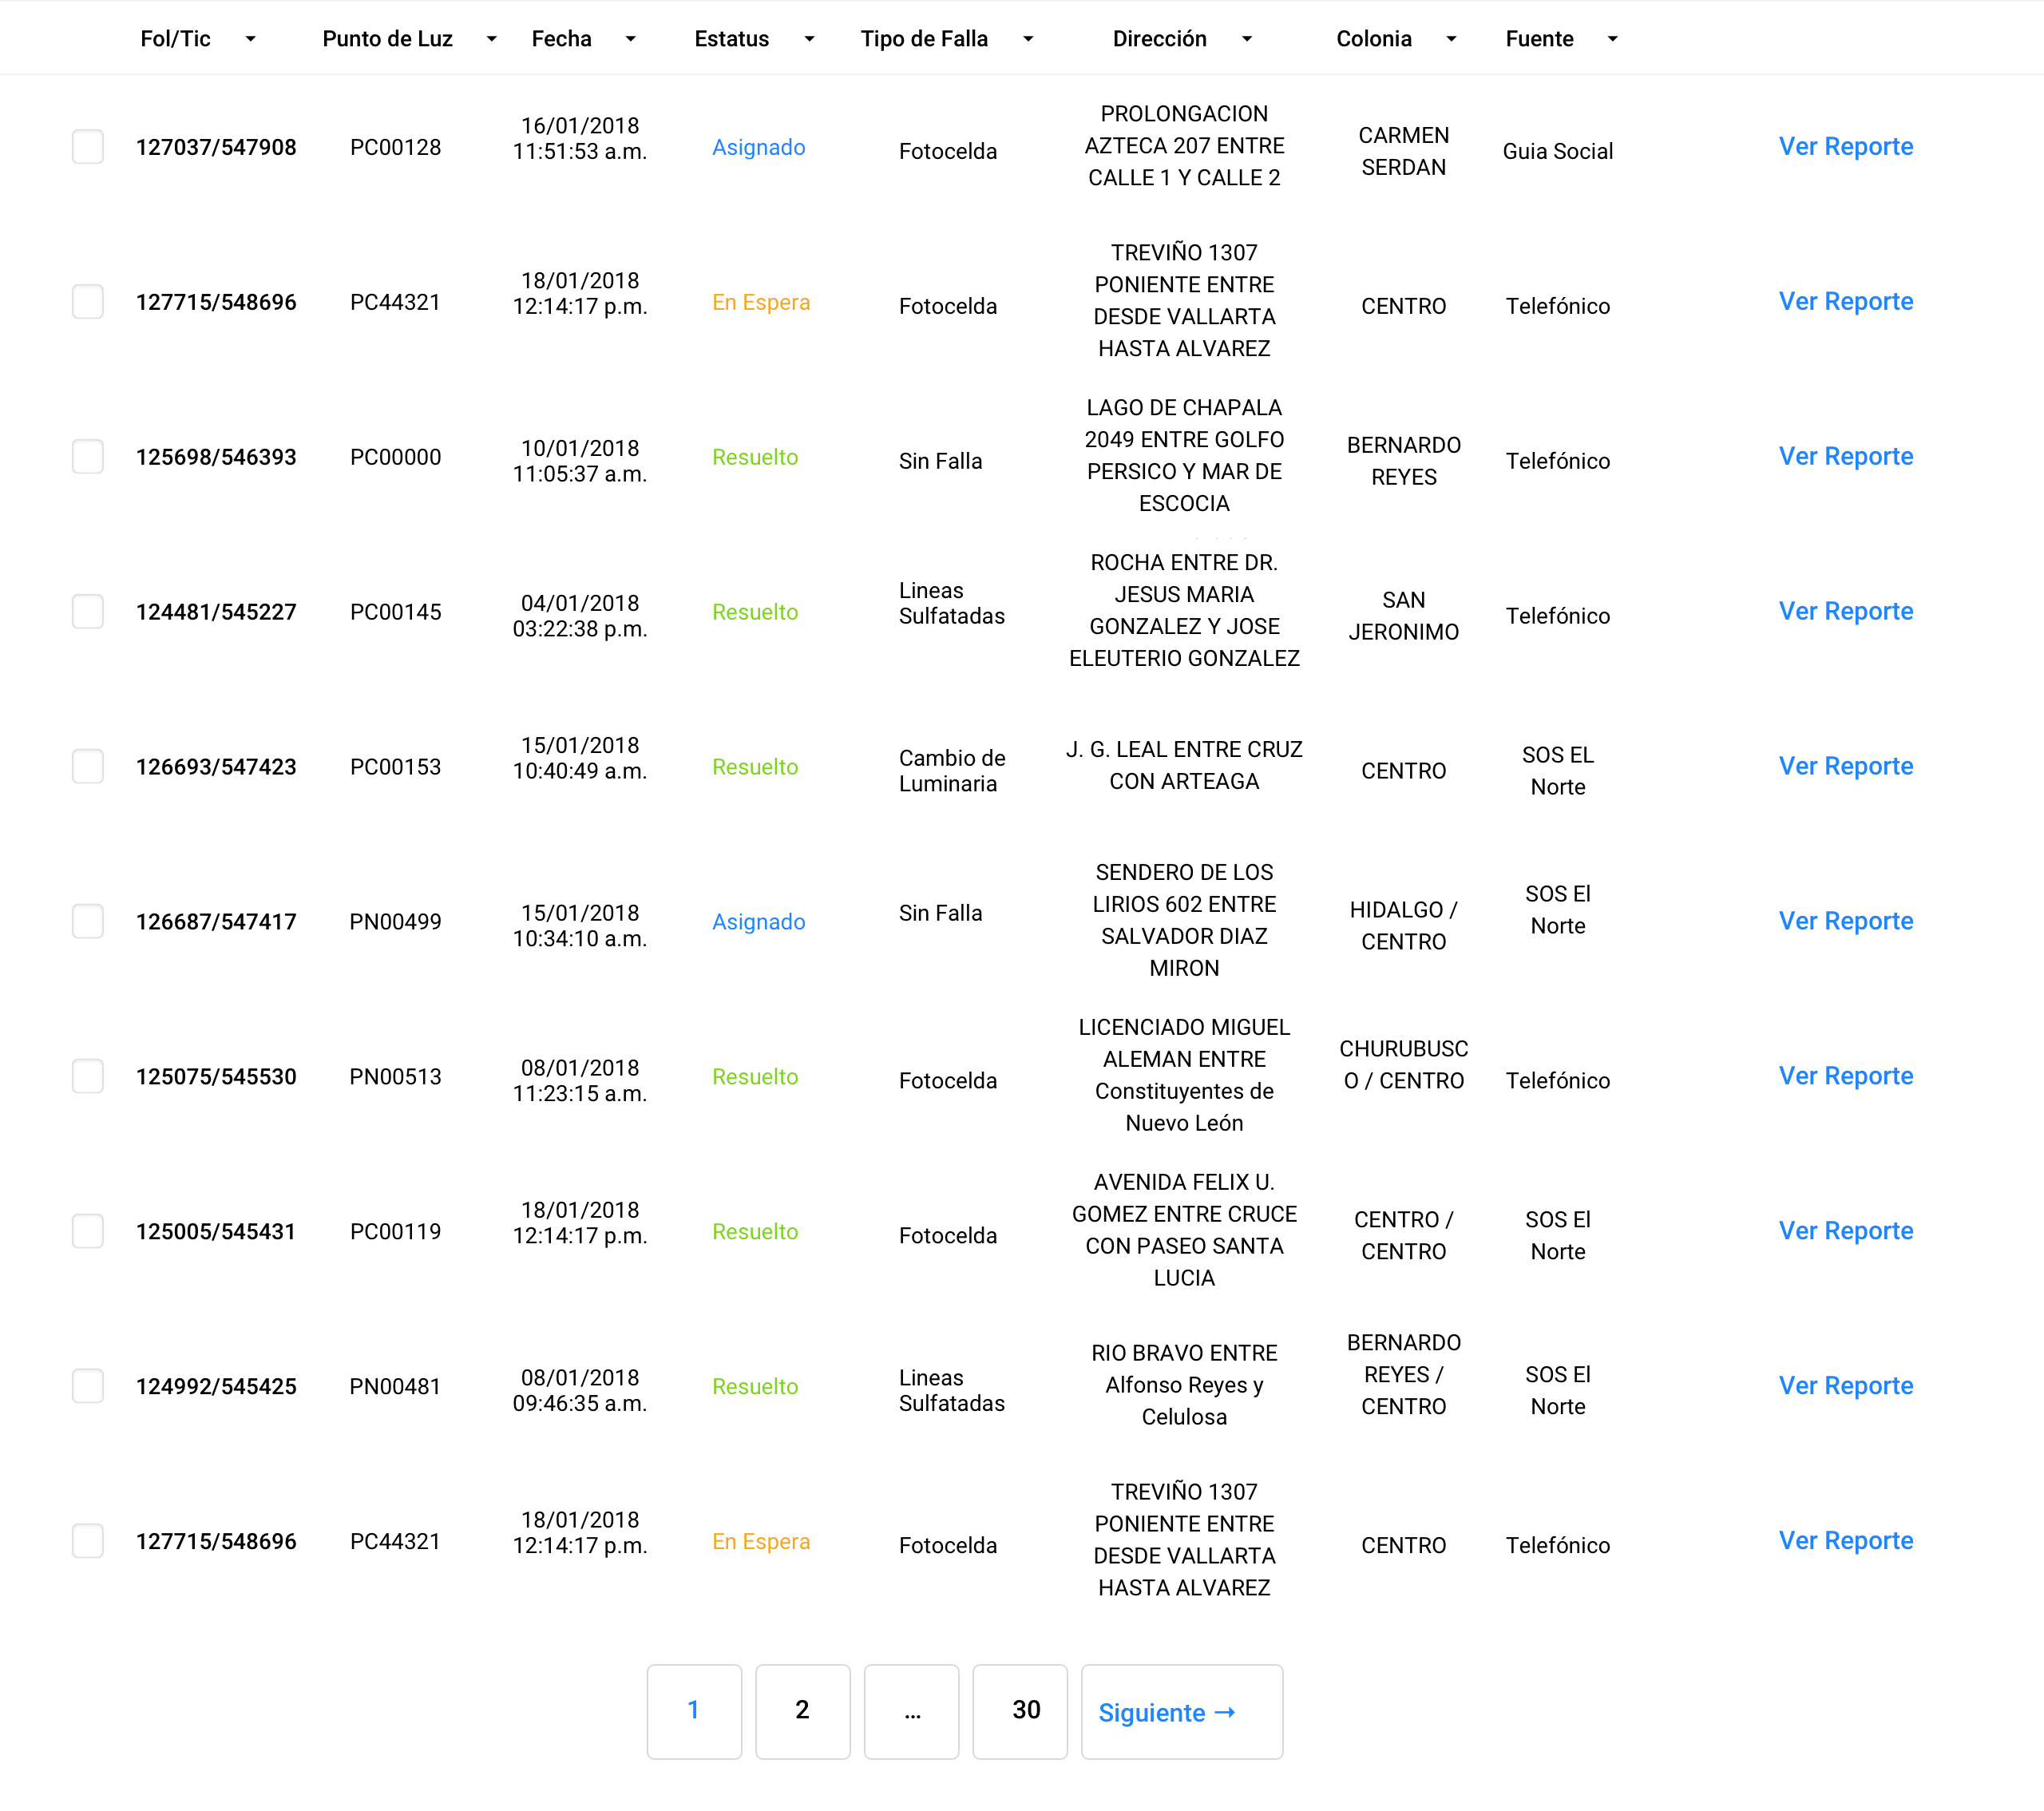 Fol/Tic Punto de Luz Fecha Estatus Tipo de Falla Dirección Colonia Fuente
127037/547908
PC00128
16/01/2018
11:51:53 a.m.
Asignado
Fotocelda
PROLONGACION
AZTECA 207 ENTRE
CALLE 1 Y CALLE 2
CARMEN
SERDAN
Guia Social
Ver Reporte
127715/548696
PC44321
18/01/2018
12:14:17 p.m.
En Espera
Fotocelda
TREVIÑO 1307
PONIENTE ENTRE
DESDE VALLARTA
HASTA ALVAREZ
CENTRO
Telefónico
Ver Reporte
125698/546393
PC00000
10/01/2018
11:05:37 a.m.
Resuelto
Sin Falla
LAGO DE CHAPALA
2049 ENTRE GOLFO
PERSICO Y MAR DE
ESCOCIA
BERNARDO
REYES
Telefónico
Ver Reporte
124481/545227
PC00145
04/01/2018
03:22:38 p.m.
Resuelto
Lineas
Sulfatadas
ROCHA ENTRE DR.
JESUS MARIA
GONZALEZ Y JOSE
ELEUTERIO GONZALEZ
SAN
JERONIMO
Telefónico
Ver Reporte
126693/547423
PC00153
15/01/2018
10:40:49 a.m.
Resuelto
Cambio de
Luminaria
J. G. LEAL ENTRE CRUZ
CON ARTEAGA
CENTRO
SOS EL
Norte
Ver Reporte
126687/547417
PN00499
15/01/2018
10:34:10 a.m.
Asignado
Sin Falla
SENDERO DE LOS
LIRIOS 602 ENTRE
SALVADOR DIAZ
MIRON
HIDALGO /
CENTRO
SOS El
Norte
Ver Reporte
125075/545530
PN00513
08/01/2018
11:23:15 a.m.
Resuelto
Fotocelda
LICENCIADO MIGUEL
ALEMAN ENTRE
Constituyentes de
Nuevo León
CHURUBUSC
O / CENTRO
Telefónico
Ver Reporte
125005/545431
PC00119
18/01/2018
12:14:17 p.m.
Resuelto
Fotocelda
AVENIDA FELIX U.
GOMEZ ENTRE CRUCE
CON PASEO SANTA
LUCIA
CENTRO /
CENTRO
SOS El
Norte
Ver Reporte
124992/545425
PN00481
08/01/2018
09:46:35 a.m.
Resuelto
Lineas
Sulfatadas
RIO BRAVO ENTRE
Alfonso Reyes y
Celulosa
BERNARDO
REYES /
CENTRO
SOS El
Norte
Ver Reporte
127715/548696
PC44321
18/01/2018
12:14:17 p.m.
En Espera
Fotocelda
TREVIÑO 1307
PONIENTE ENTRE
DESDE VALLARTA
HASTA ALVAREZ
CENTRO
Telefónico
Ver Reporte
1 2 ... 30 Siguiente →